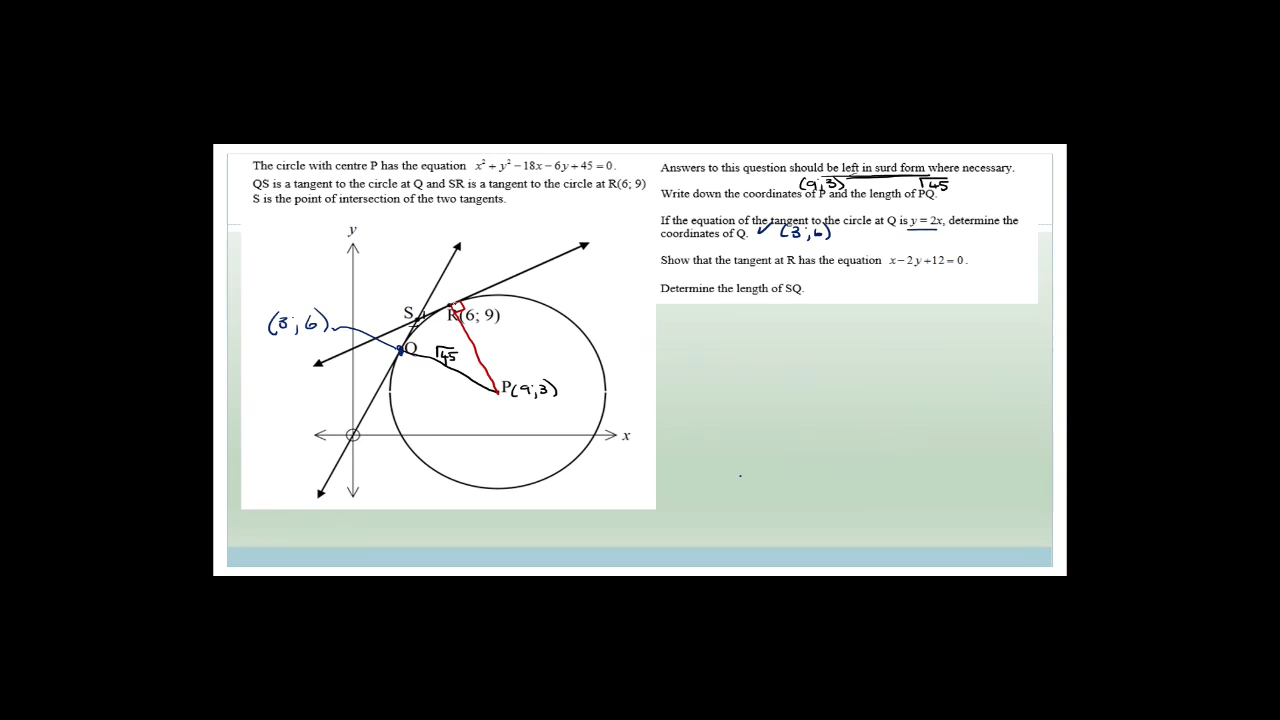 The circle with centre P has the equation x² + y² − 18x − 6y + 45 = 0.
QS is a tangent to the circle at Q and SR is a tangent to the circle at R(6; 9)
S is the point of intersection of the two tangents.
y
S
R(6; 9)
(3; 6)
Q
√45
P(9;3)
x
Answers to this question should be left in surd form where necessary.
(9;3) √45
Write down the coordinates of P and the length of PQ.
If the equation of the tangent to the circle at Q is y = 2x, determine the
coordinates of Q. ✓ (3;6)
Show that the tangent at R has the equation x − 2y + 12 = 0.
Determine the length of SQ.